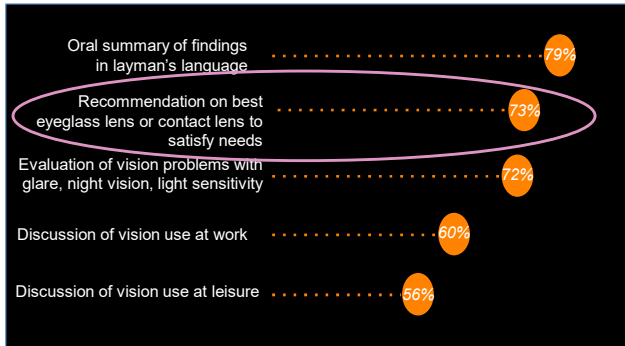 Oral summary of findings
in layman's language
79%
Recommendation on best
eyeglass lens or contact lens to
satisfy needs
73%
Evaluation of vision problems with
glare, night vision, light sensitivity
72%
Discussion of vision use at work
60%
Discussion of vision use at leisure
56%